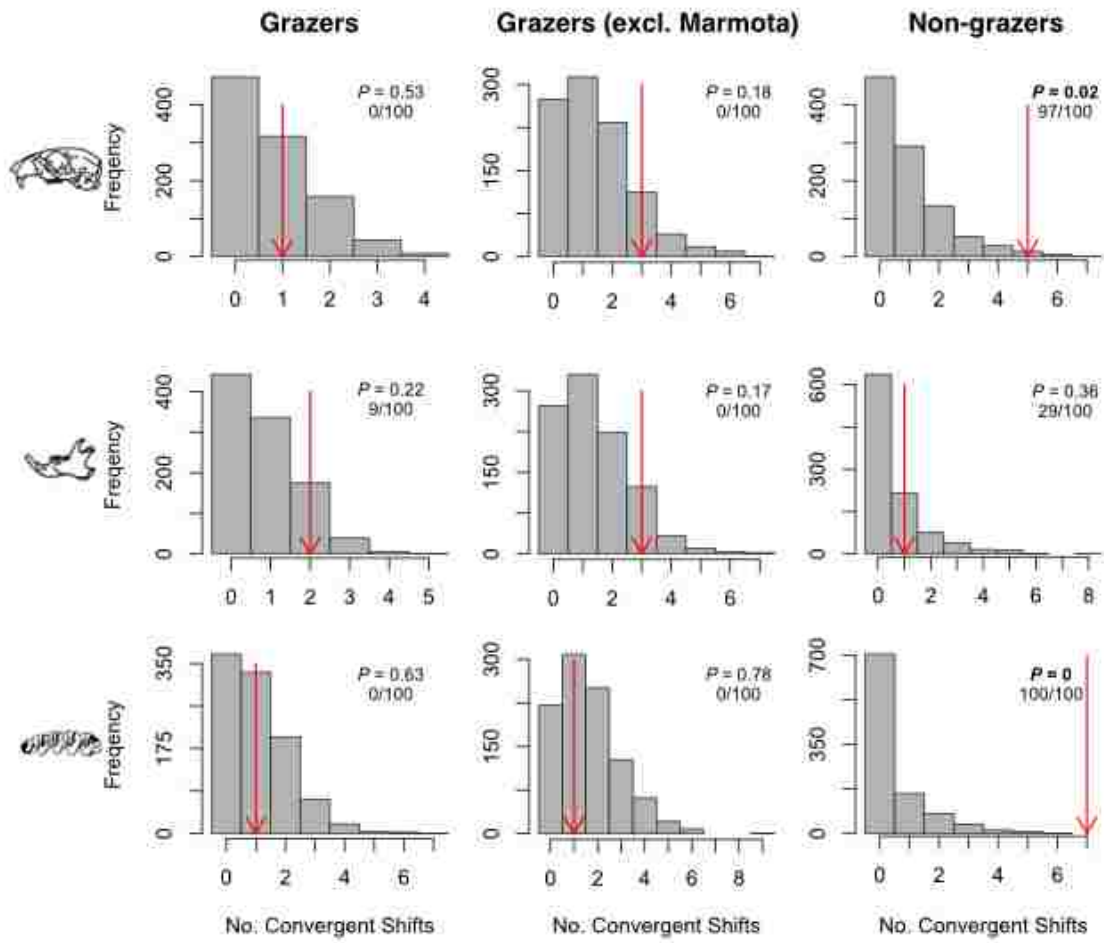 Grazers
Grazers (excl. Marmota)
Non-grazers
Freqency
0 200 400
P = 0.53
0/100
0 1 2 3 4
0 150 300
P = 0.18
0/100
0 2 4 6
0 200 400
P = 0.02
97/100
0 2 4 6
Freqency
0 200 400
P = 0.22
9/100
0 1 2 3 4 5
0 150 300
P = 0.17
0/100
0 2 4 6
0 300 600
P = 0.36
29/100
0 2 4 6 8
Freqency
0 175 350
P = 0.63
0/100
0 2 4 6
0 150 300
P = 0.78
0/100
0 2 4 6 8
0 350 700
P = 0
100/100
0 2 4 6
No. Convergent Shifts
No. Convergent Shifts
No. Convergent Shifts